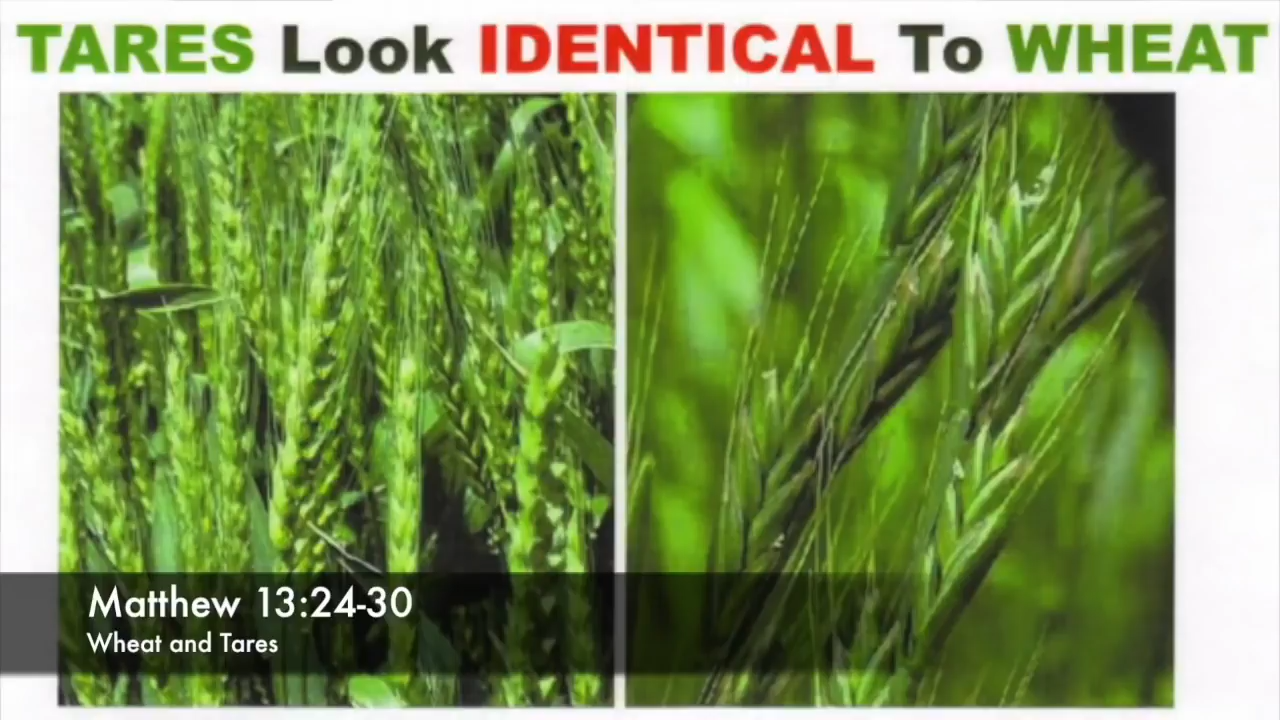 TARES Look IDENTICAL To WHEAT
Matthew 13:24-30
Wheat and Tares